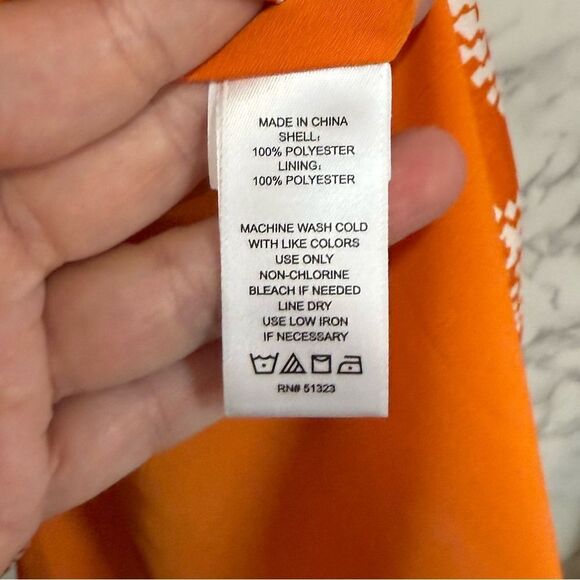 MADE IN CHINA
SHELL:
100% POLYESTER
LINING:
100% POLYESTER
MACHINE WASH COLD
WITH LIKE COLORS
USE ONLY
NON-CHLORINE
BLEACH IF NEEDED
LINE DRY
USE LOW IRON
IF NECESSARY
RN# 51323